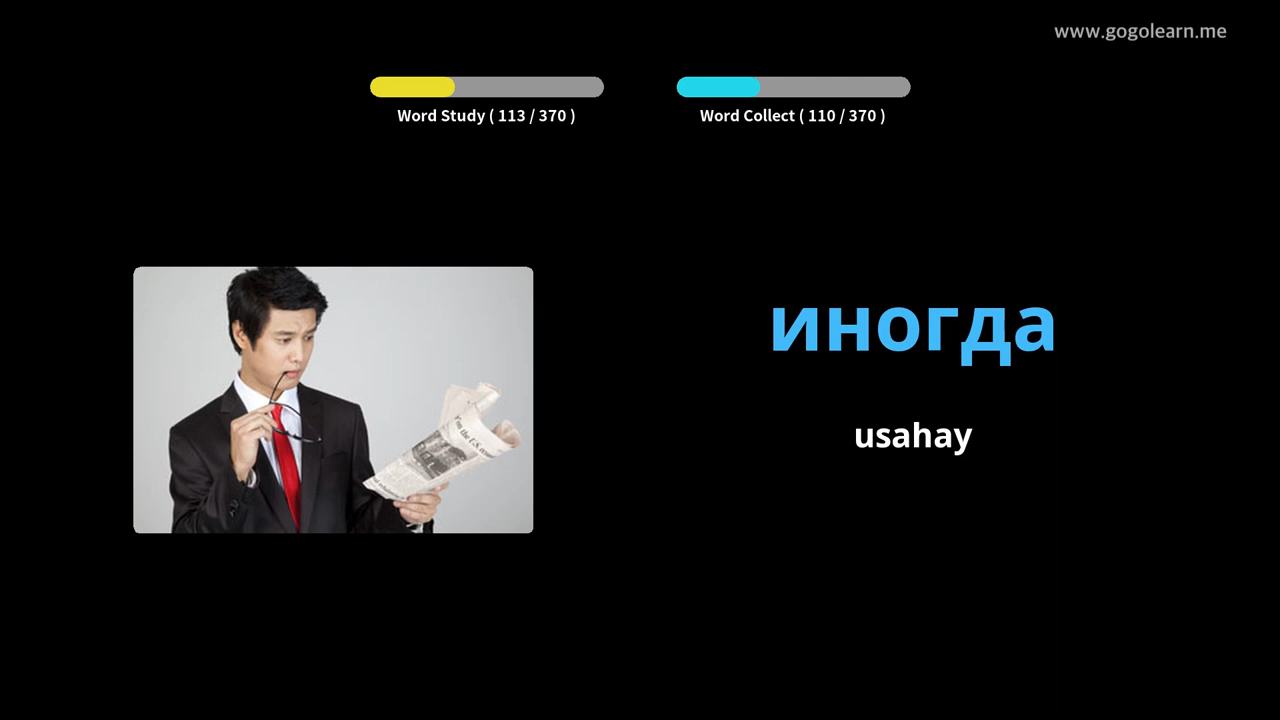 www.gogolearn.me
Word Study ( 113 / 370 )
Word Collect ( 110 / 370 )
иногда
usahay